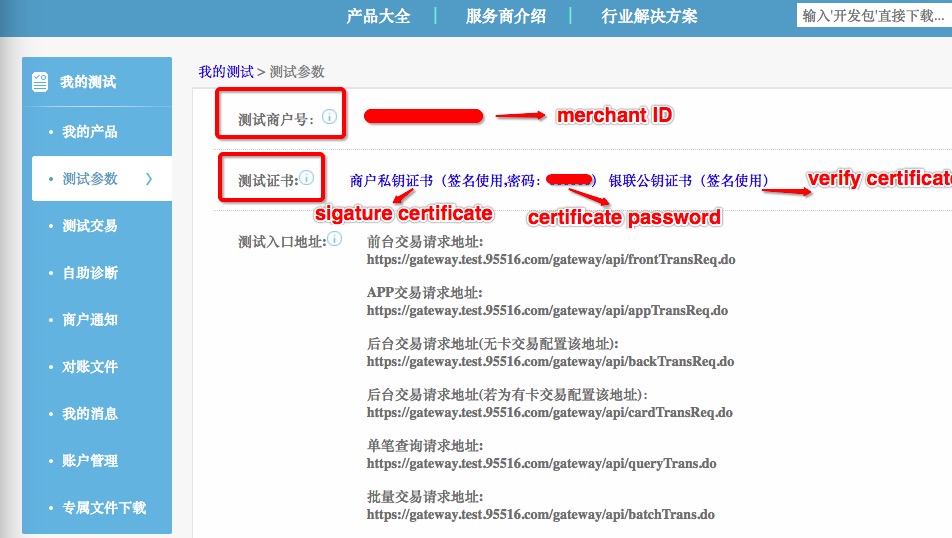 产品大全 | 服务商介绍 | 行业解决方案
输入'开发包'直接下载...
我的测试
• 我的产品
• 测试参数
• 测试交易
• 自助诊断
• 商户通知
• 对账文件
• 我的消息
• 账户管理
• 专属文件下载
我的测试 > 测试参数
测试商户号:
merchant ID
测试证书:
商户私钥证书（签名使用,密码: ） 银联公钥证书（签名使用）
verify certificate
sigature certificate
certificate password
测试入口地址:
前台交易请求地址:
https://gateway.test.95516.com/gateway/api/frontTransReq.do
APP交易请求地址:
https://gateway.test.95516.com/gateway/api/appTransReq.do
后台交易请求地址(无卡交易配置该地址):
https://gateway.test.95516.com/gateway/api/backTransReq.do
后台交易请求地址(若为有卡交易配置该地址):
https://gateway.test.95516.com/gateway/api/cardTransReq.do
单笔查询请求地址:
https://gateway.test.95516.com/gateway/api/queryTrans.do
批量交易请求地址:
https://gateway.test.95516.com/gateway/api/batchTrans.do